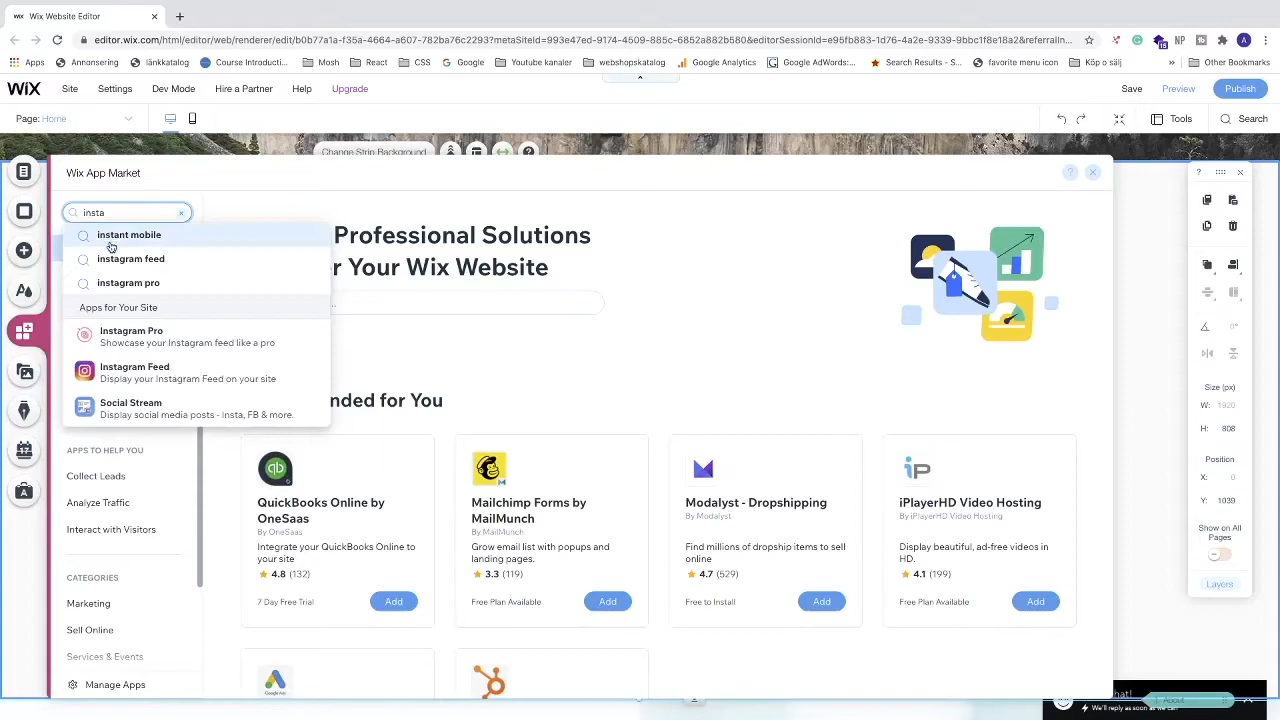 Wix Website Editor
editor.wix.com/html/editor/web/renderer/edit/b0b77a1a-f35a-4664-a607-782ba76c2293?metaSiteId=993e47ed-9174-4509-885c-6852a882b580&editorSessionId=e95fb883-1d76-4a2e-9339-9bbc1f8e18a2&referralIn...
Apps
Annonsering
länkkatalog
Course Introducti...
Mosh
React
CSS
Google
Youtube kanaler
webshopskatalog
Google Analytics
Google AdWords:...
Search Results - S...
favorite menu icon
Köp o sälj
»
Other Bookmarks
WiX
Site
Settings
Dev Mode
Hire a Partner
Help
Upgrade
Save
Preview
Publish
Page: Home
Tools
Search
Change Strip Background
Wix App Market
insta
instant mobile
instagram feed
instagram pro
Apps for Your Site
Instagram Pro
Showcase your Instagram feed like a pro
Instagram Feed
Display your Instagram Feed on your site
Social Stream
Display social media posts - Insta, FB & more.
APPS TO HELP YOU
Collect Leads
Analyze Traffic
Interact with Visitors
CATEGORIES
Marketing
Sell Online
Services & Events
Manage Apps
Professional Solutions
r Your Wix Website
nded for You
QuickBooks Online by
OneSaas
By OneSaas
Integrate your QuickBooks Online to
your site
4.8 (132)
7 Day Free Trial
Add
Mailchimp Forms by
MailMunch
By MailMunch
Grow email list with popups and
landing pages.
3.3 (119)
Free Plan Available
Add
Modalyst - Dropshipping
By Modalyst
Find millions of dropship items to sell
online
4.7 (529)
Free to Install
Add
iPlayerHD Video Hosting
By iPlayerHD Video Hosting
Display beautiful, ad-free videos in
HD.
4.1 (199)
Free Plan Available
Add
Google Ads
0°
Size (px)
W: 1920
H: 808
Position
X: 0
Y: 1039
Show on All
Pages
Layers
hat!
About
We'll reply as soon as we can